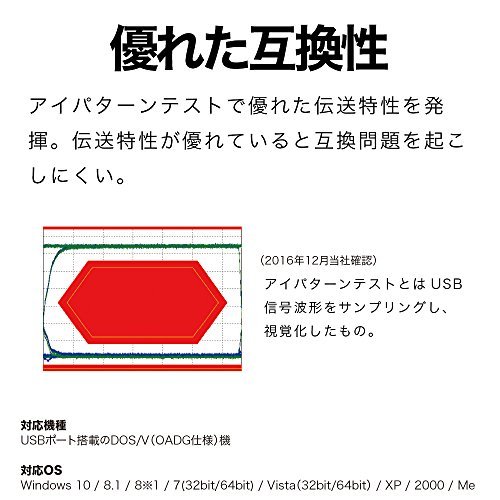 優れた互換性
アイパターンテストで優れた伝送特性を発
揮。伝送特性が優れていると互換問題を起こ
しにくい。
（2016年12月当社確認）
アイパターンテストとは USB
信号波形をサンプリングし、
視覚化したもの。
対応機種
USBポート搭載のDOS/V（OADG仕様）機
対応OS
Windows 10 / 8.1 / 8※1 / 7(32bit/64bit) / Vista（32bit/64bit） / XP / 2000 / Me